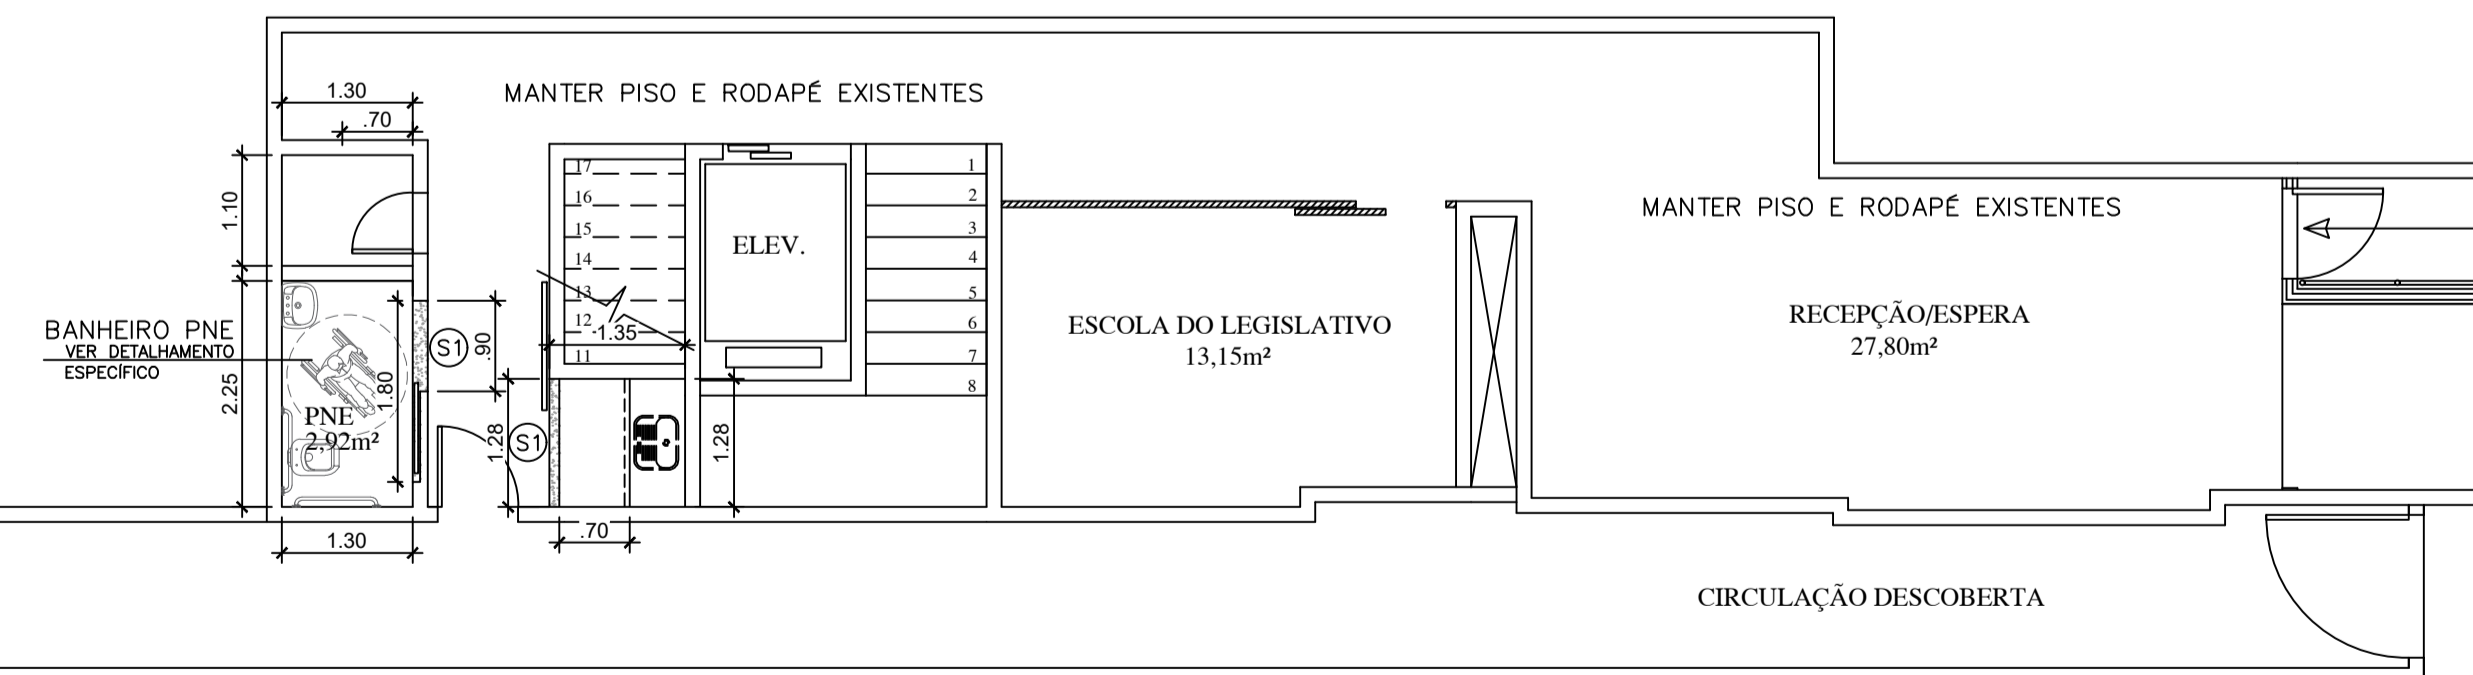 1.30
MANTER PISO E RODAPÉ EXISTENTES
.70
17
1
16
2
1.10
MANTER PISO E RODAPÉ EXISTENTES
15
3
ELEV.
14
4
13
5
12
6
1.35
11
7
8
ESCOLA DO LEGISLATIVO
13,15m²
RECEPÇÃO/ESPERA
27,80m²
BANHEIRO PNE
VER DETALHAMENTO
ESPECÍFICO
S1
.90
1.80
2.25
PNE
2,92m²
1.28
S1
1.28
.70
1.30
CIRCULAÇÃO DESCOBERTA